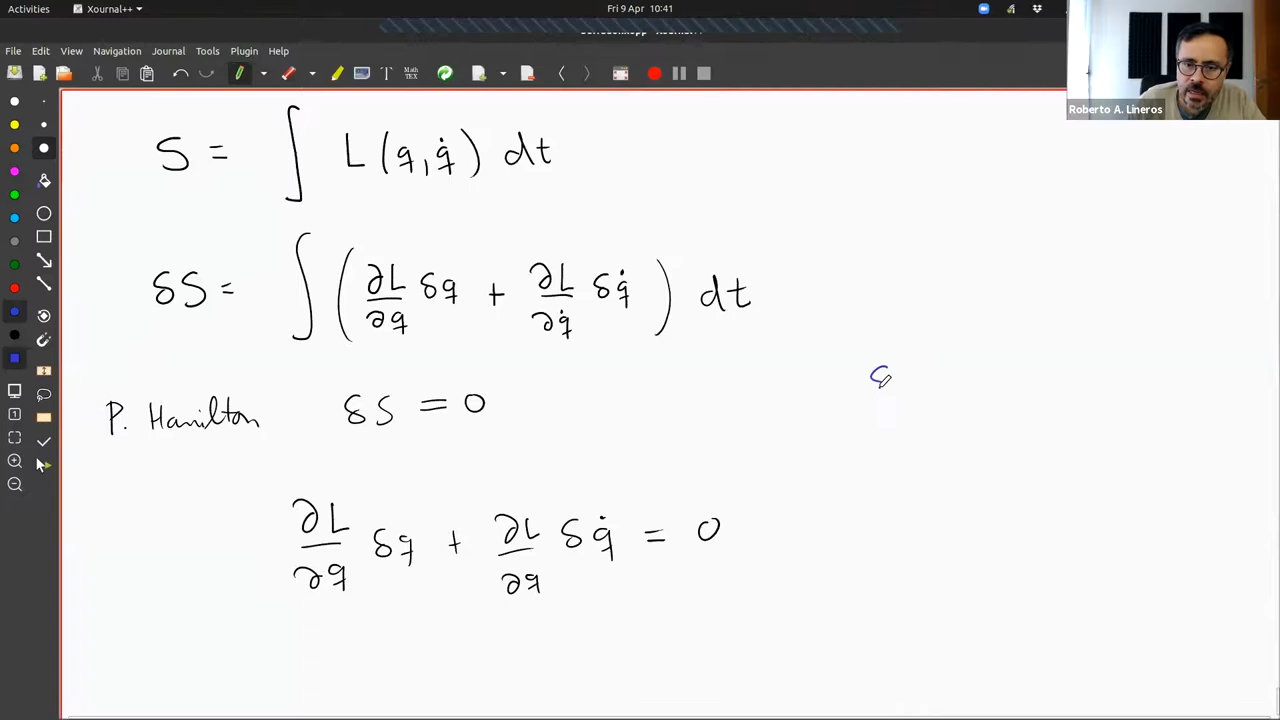 Activities Xournal++ Fri 9 Apr 10:41
File Edit View Navigation Journal Tools Plugin Help
Roberto A. Lineros
S = ∫ L(q, q̇) dt
δS = ∫ (∂L/∂q δq + ∂L/∂q̇ δq̇) dt
P. Hamilton δS = 0
∂L/∂q δq + ∂L/∂q δq̇ = 0